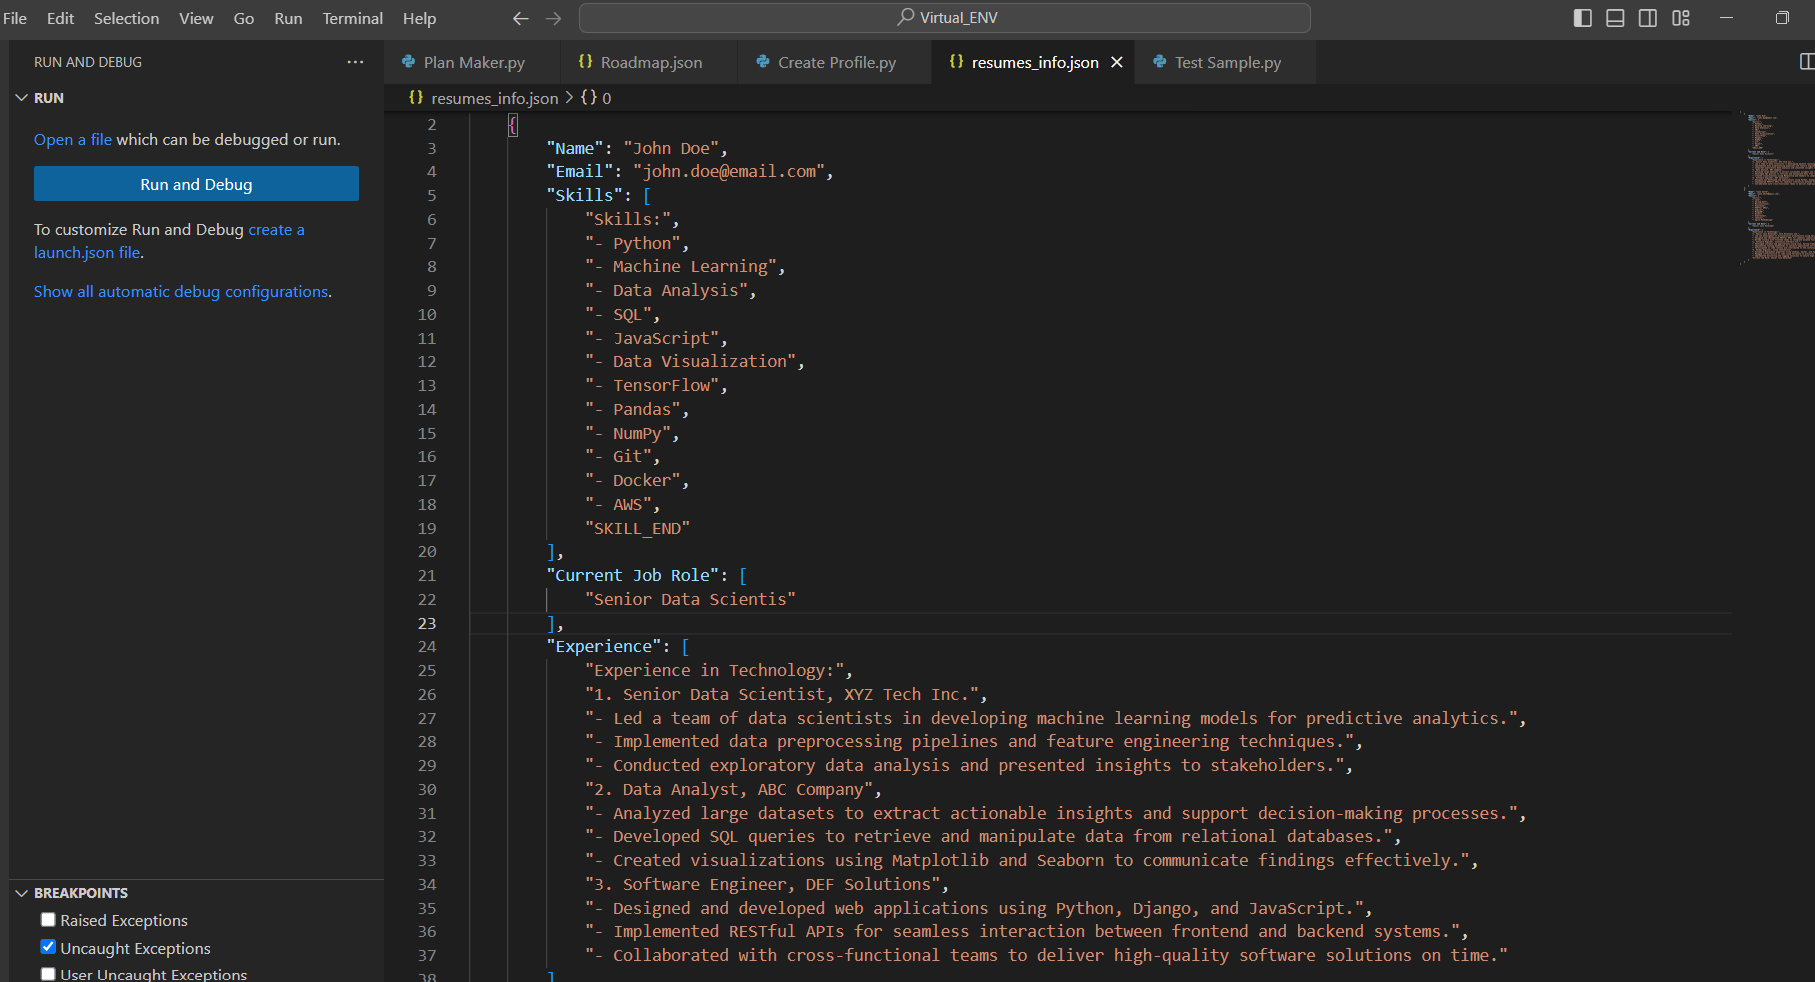 File Edit Selection View Go Run Terminal Help
Virtual_ENV
RUN AND DEBUG
RUN
Open a file which can be debugged or run.
Run and Debug
To customize Run and Debug create a
launch.json file.
Show all automatic debug configurations.
BREAKPOINTS
Raised Exceptions
Uncaught Exceptions
User Uncaught Exceptions
Plan Maker.py
{} Roadmap.json
Create Profile.py
{} resumes_info.json
Test Sample.py
{} resumes_info.json > {} 0
2 {
3 "Name": "John Doe",
4 "Email": "john.doe@email.com",
5 "Skills": [
6 "Skills:",
7 "- Python",
8 "- Machine Learning",
9 "- Data Analysis",
10 "- SQL",
11 "- JavaScript",
12 "- Data Visualization",
13 "- TensorFlow",
14 "- Pandas",
15 "- NumPy",
16 "- Git",
17 "- Docker",
18 "- AWS",
19 "SKILL_END"
20 ],
21 "Current Job Role": [
22 "Senior Data Scientis"
23 ],
24 "Experience": [
25 "Experience in Technology:",
26 "1. Senior Data Scientist, XYZ Tech Inc.",
27 "- Led a team of data scientists in developing machine learning models for predictive analytics.",
28 "- Implemented data preprocessing pipelines and feature engineering techniques.",
29 "- Conducted exploratory data analysis and presented insights to stakeholders.",
30 "2. Data Analyst, ABC Company",
31 "- Analyzed large datasets to extract actionable insights and support decision-making processes.",
32 "- Developed SQL queries to retrieve and manipulate data from relational databases.",
33 "- Created visualizations using Matplotlib and Seaborn to communicate findings effectively.",
34 "3. Software Engineer, DEF Solutions",
35 "- Designed and developed web applications using Python, Django, and JavaScript.",
36 "- Implemented RESTful APIs for seamless interaction between frontend and backend systems.",
37 "- Collaborated with cross-functional teams to deliver high-quality software solutions on time."
38 ]